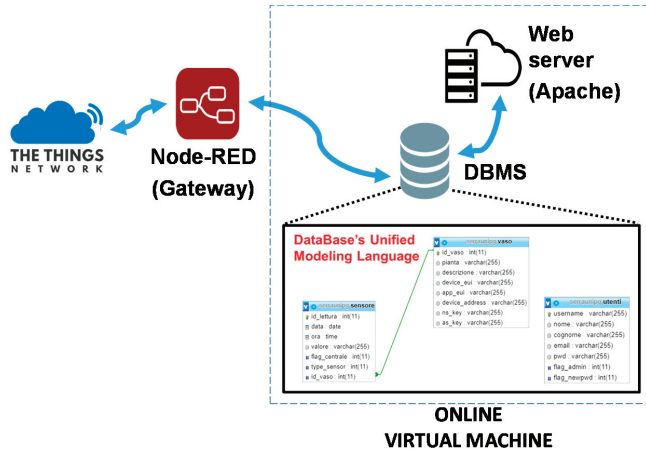 Web
server
(Apache)
THE THINGS
NETWORK
Node-RED
(Gateway)
DBMS
DataBase's Unified
Modeling Language
vaso
id_vaso : int(11)
pianta : varchar(255)
descrizione : varchar(255)
device_eui : varchar(255)
app_eui : varchar(255)
device_address : varchar(255)
ns_key : varchar(255)
as_key : varchar(255)
sensore
id_lettura : int(11)
data : date
ora : time
valore : varchar(255)
flag_centrale : int(11)
type_sensor : int(11)
id_vaso : int(11)
utenti
username : varchar(255)
nome : varchar(255)
cognome : varchar(255)
email : varchar(255)
pwd : varchar(255)
flag_admin : int(11)
flag_newpwd : int(11)
ONLINE
VIRTUAL MACHINE